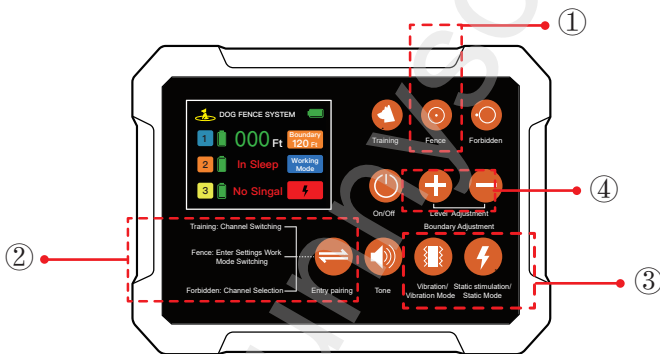 ①
DOG FENCE SYSTEM
1 000 Ft Boundary
120 Ft
2 In Sleep Working
Mode
3 No Singal
Training Fence Forbidden
④
On/Off Level Adjustment
Boundary Adjustment
②
Training: Channel Switching
Fence: Enter Settings Work
Mode Switching
Forbidden: Channel Selection
Entry pairing
Tone
Vibration/
Vibration Mode
Static stimulation/
Static Mode
③